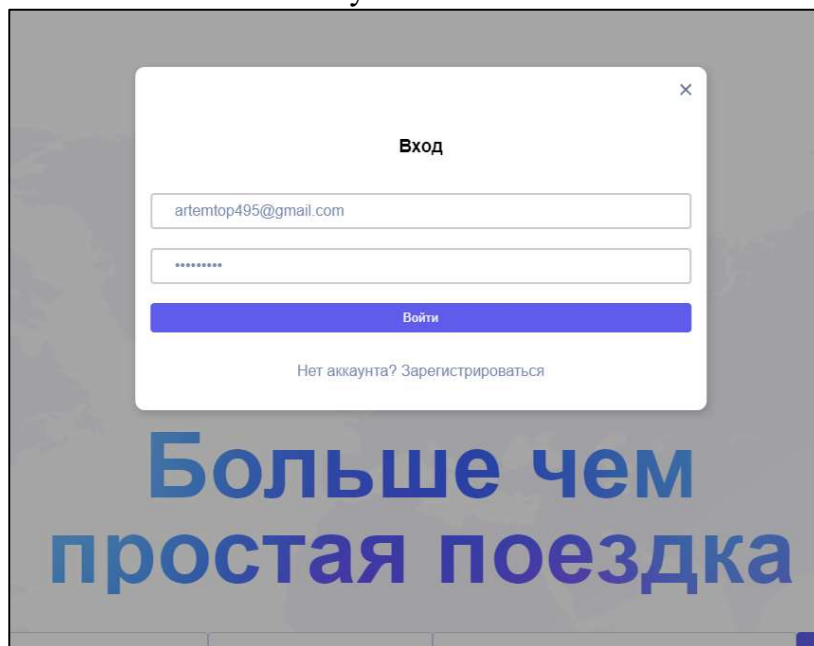 Вход
artemtop495@gmail.com
•••••••••
Войти
Нет аккаунта? Зарегистрироваться
Больше чем
простая поездка